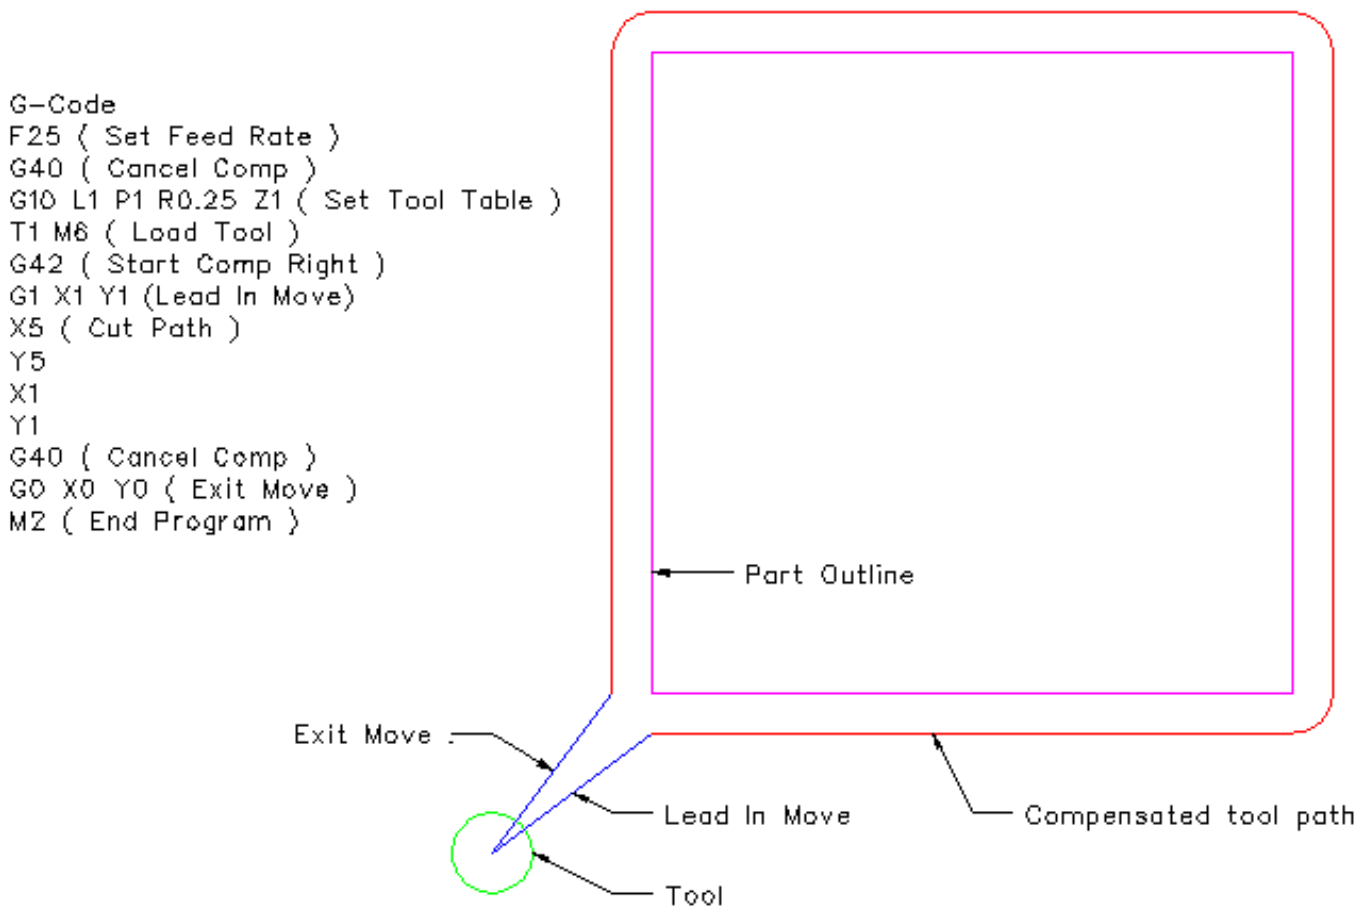 G-Code
F25 ( Set Feed Rate )
G40 ( Cancel Comp )
G10 L1 P1 R0.25 Z1 ( Set Tool Table )
T1 M6 ( Load Tool )
G42 ( Start Comp Right )
G1 X1 Y1 (Lead In Move)
X5 ( Cut Path )
Y5
X1
Y1
G40 ( Cancel Comp )
G0 X0 Y0 ( Exit Move )
M2 ( End Program )
Part Outline
Exit Move
Lead In Move
Compensated tool path
Tool